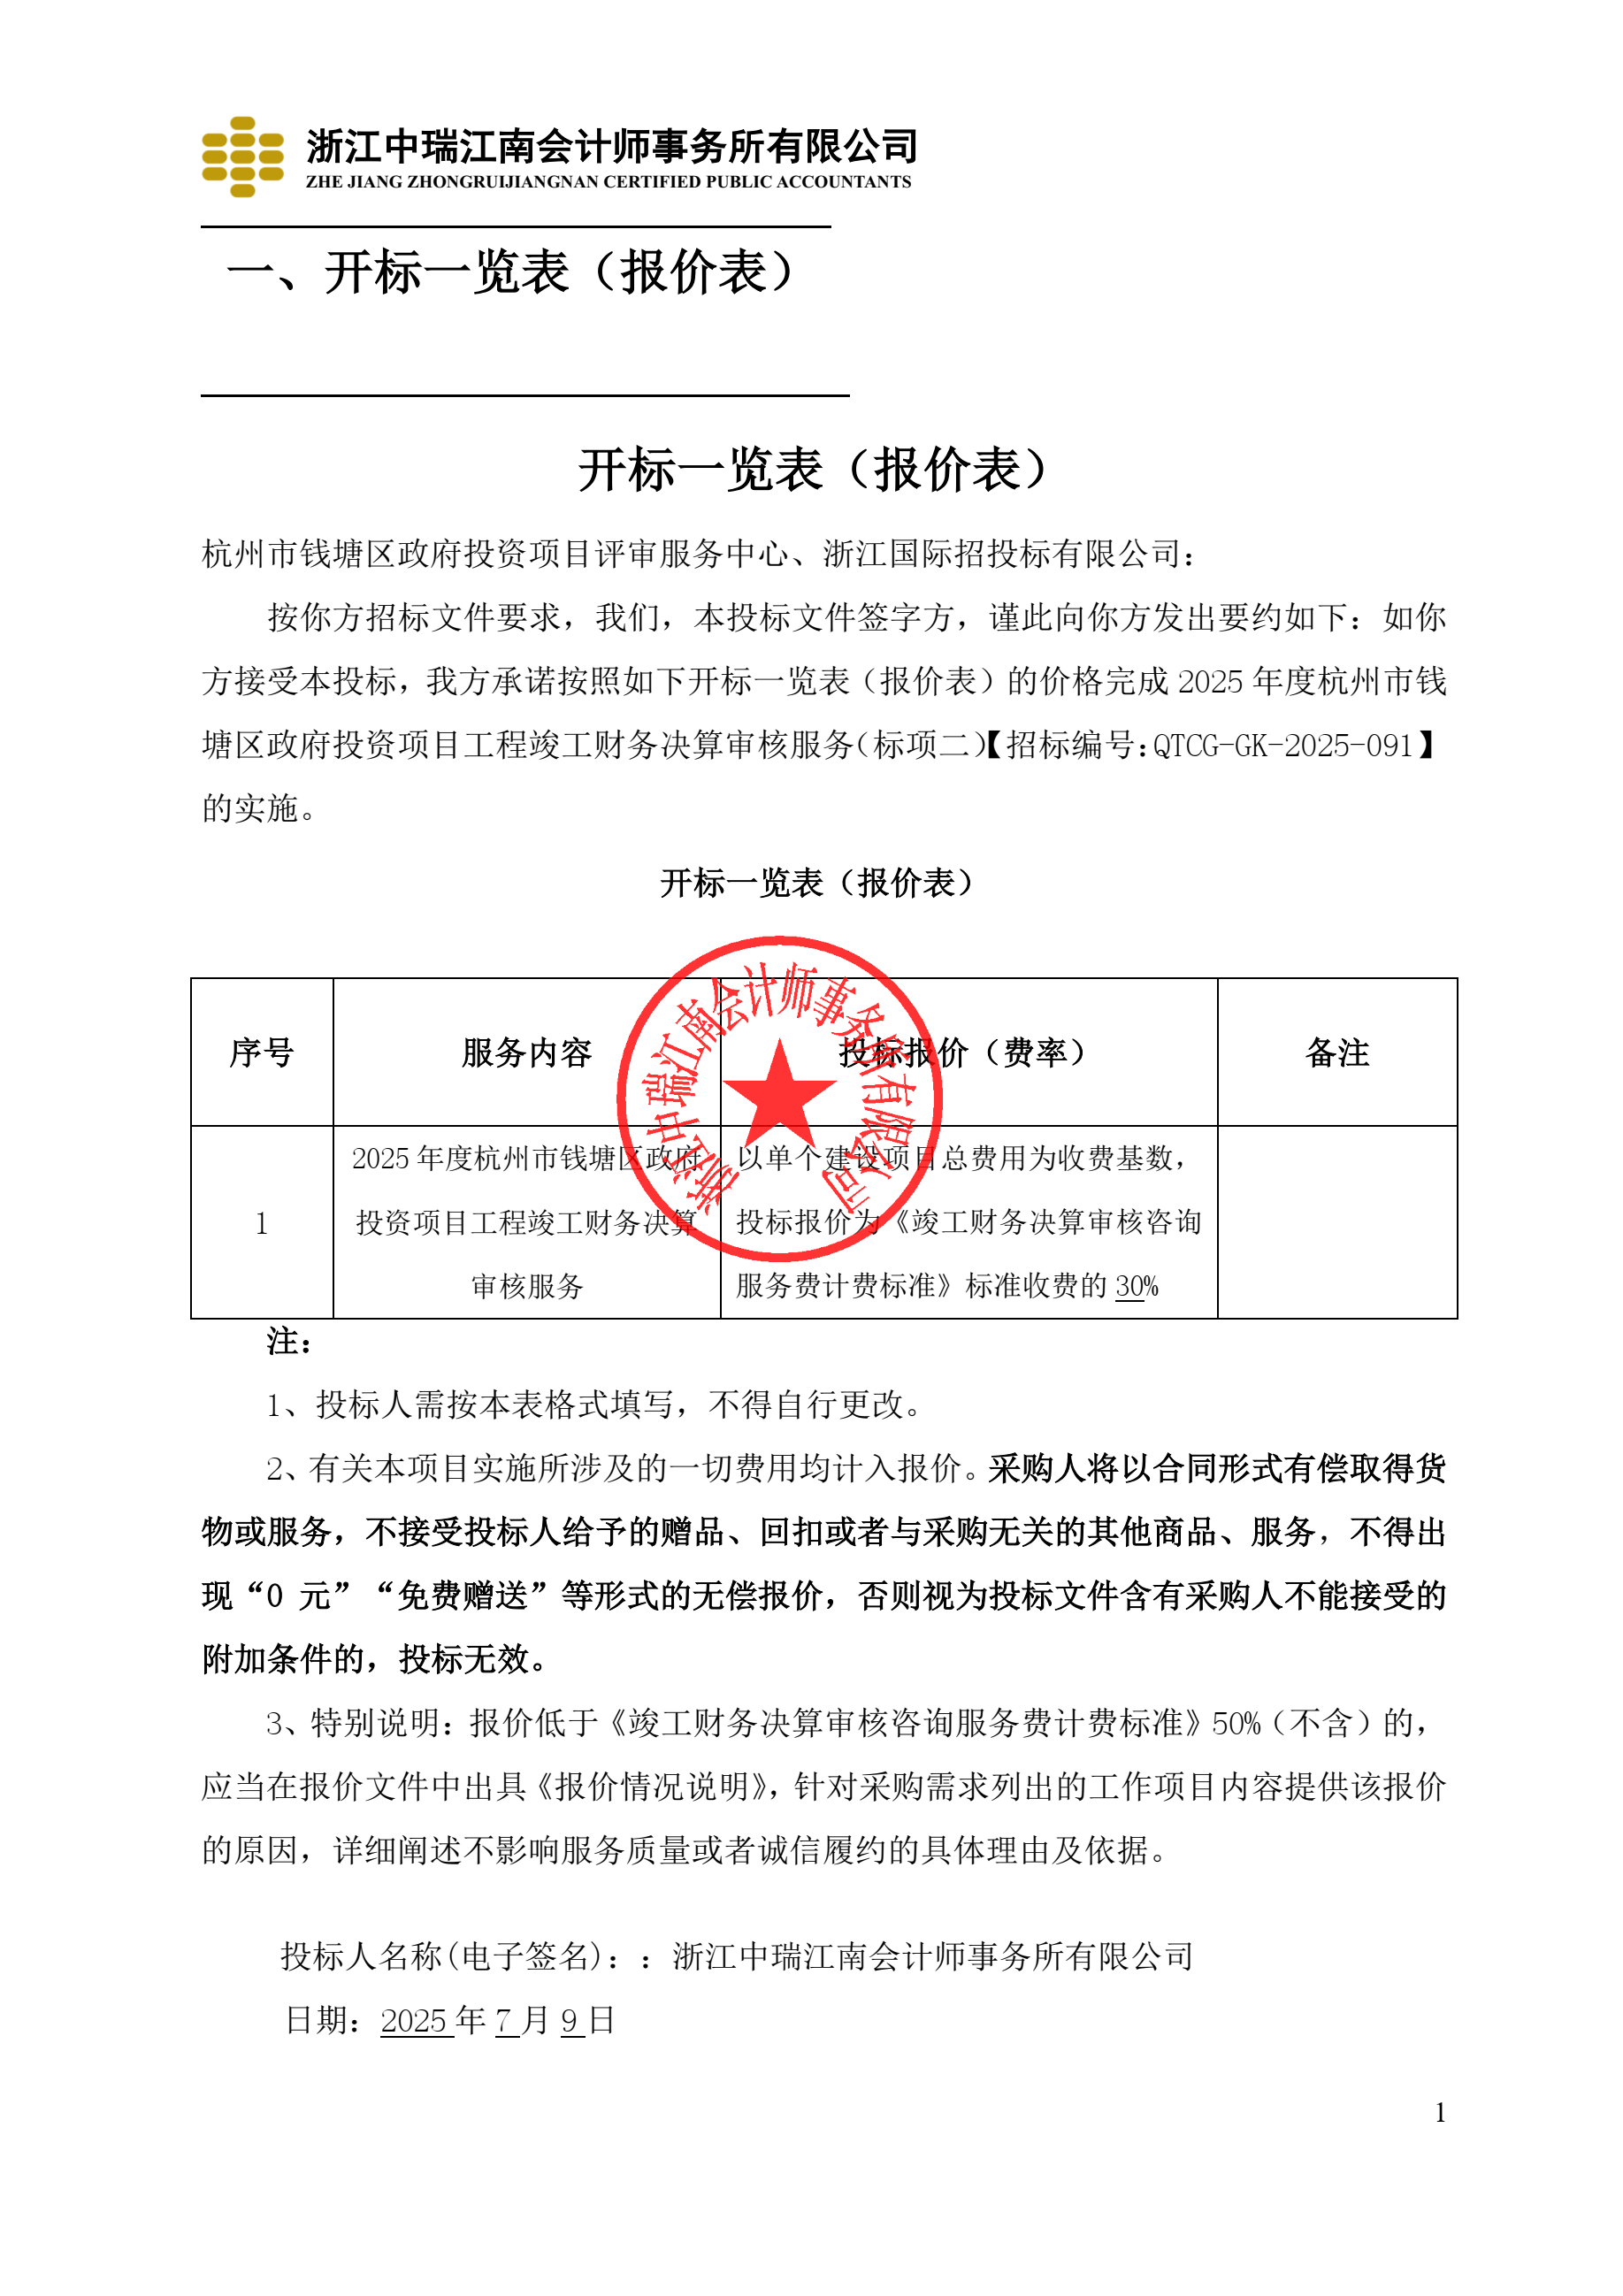 浙江中瑞江南会计师事务所有限公司
ZHE JIANG ZHONGRUIJIANGNAN CERTIFIED PUBLIC ACCOUNTANTS
一、开标一览表（报价表）
开标一览表（报价表）
杭州市钱塘区政府投资项目评审服务中心、浙江国际招投标有限公司：
按你方招标文件要求，我们，本投标文件签字方，谨此向你方发出要约如下：如你
方接受本投标，我方承诺按照如下开标一览表（报价表）的价格完成 2025 年度杭州市钱
塘区政府投资项目工程竣工财务决算审核服务（标项二）【招标编号：QTCG-GK-2025-091】
的实施。
开标一览表（报价表）
序号 服务内容 投标报价（费率） 备注
1
2025 年度杭州市钱塘区政府
投资项目工程竣工财务决算
审核服务
以单个建设项目总费用为收费基数，
投标报价为《竣工财务决算审核咨询
服务费计费标准》标准收费的 30%
浙江中瑞江南会计师事务所有限公司
注：
1、投标人需按本表格式填写，不得自行更改。
2、有关本项目实施所涉及的一切费用均计入报价。采购人将以合同形式有偿取得货
物或服务，不接受投标人给予的赠品、回扣或者与采购无关的其他商品、服务，不得出
现“0 元”“免费赠送”等形式的无偿报价，否则视为投标文件含有采购人不能接受的
附加条件的，投标无效。
3、特别说明：报价低于《竣工财务决算审核咨询服务费计费标准》50%（不含）的，
应当在报价文件中出具《报价情况说明》，针对采购需求列出的工作项目内容提供该报价
的原因，详细阐述不影响服务质量或者诚信履约的具体理由及依据。
投标人名称(电子签名)：：浙江中瑞江南会计师事务所有限公司
日期：2025 年 7 月 9 日
1